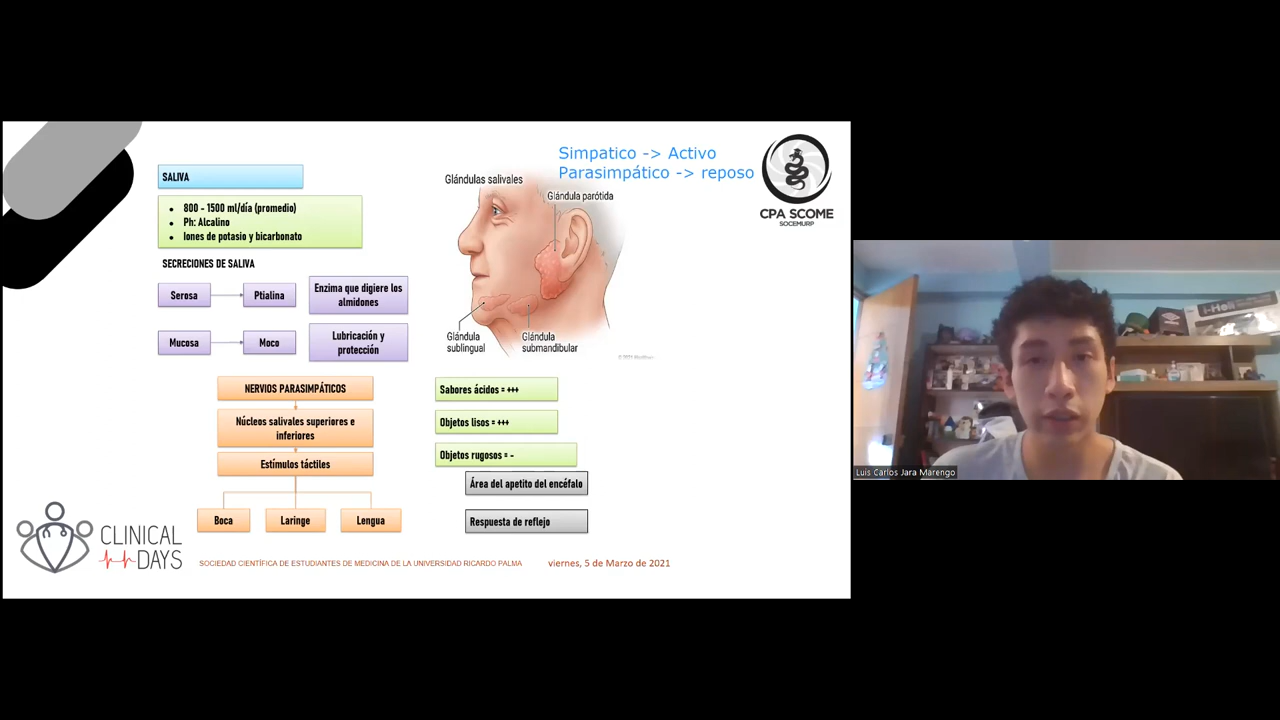 Simpatico -> Activo
Parasimpático -> reposo
CPA SCOME
SOCEMURP
SALIVA
800 - 1500 ml/día (promedio)
Ph: Alcalino
Iones de potasio y bicarbonato
SECRECIONES DE SALIVA
Serosa
Ptialina
Enzima que digiere los
almidones
Mucosa
Moco
Lubricación y
protección
Glándulas salivales
Glándula parótida
Glándula
sublingual
Glándula
submandibular
NERVIOS PARASIMPÁTICOS
Núcleos salivales superiores e
inferiores
Estímulos táctiles
Boca
Laringe
Lengua
Sabores ácidos = +++
Objetos lisos = +++
Objetos rugosos = -
Área del apetito del encéfalo
Respuesta de reflejo
CLINICAL
DAYS
SOCIEDAD CIENTÍFICA DE ESTUDIANTES DE MEDICINA DE LA UNIVERSIDAD RICARDO PALMA
viernes, 5 de Marzo de 2021
Luis Carlos Jara Marengo